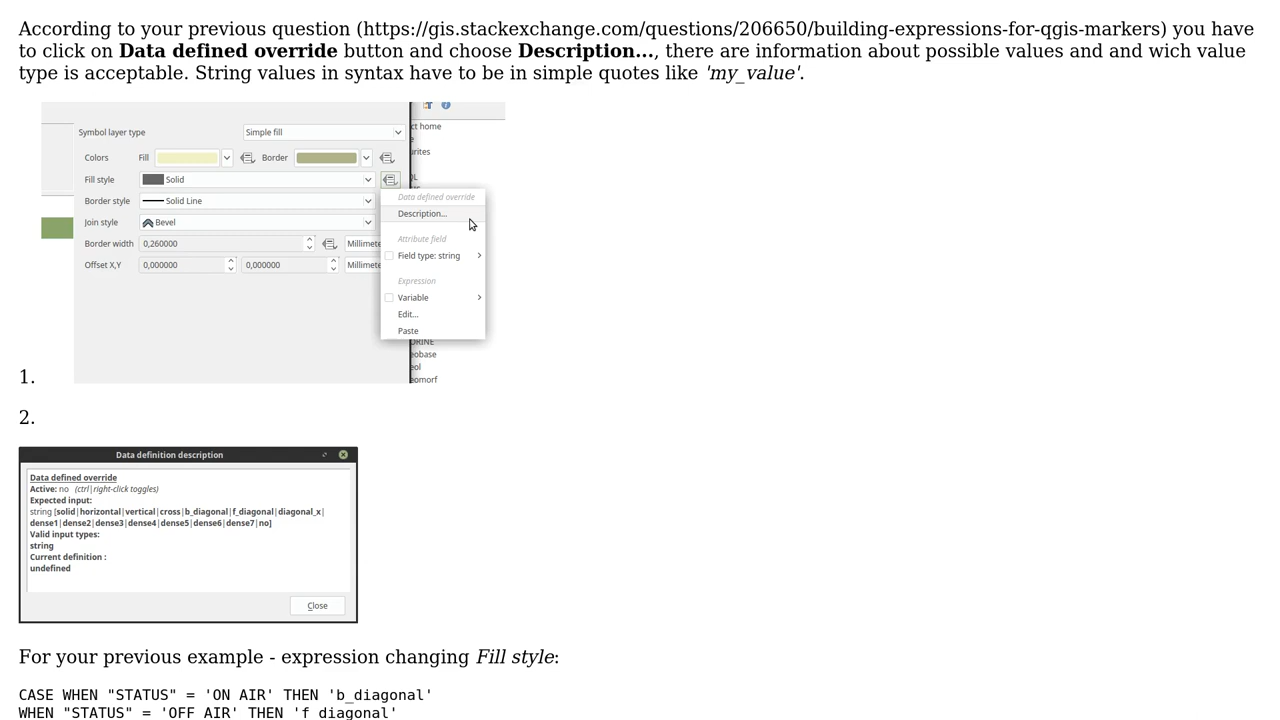 According to your previous question (https://gis.stackexchange.com/questions/206650/building-expressions-for-qgis-markers) you have
to click on Data defined override button and choose Description..., there are information about possible values and and wich value
type is acceptable. String values in syntax have to be in simple quotes like 'my_value'.
ct home
Symbol layer type Simple fill
urites
Colors Fill Border
Fill style Solid
Data defined override
Border style Solid Line
Description...
Join style Bevel
Attribute field
Border width 0,260000 Millimete
Field type: string
Offset X,Y 0,000000 0,000000 Millimete
Expression
Variable
Edit...
Paste
eobase
eol
eomorf
1.
2.
Data definition description
Data defined override
Active: no (ctrl|right-click toggles)
Expected input:
string [solid|horizontal|vertical|cross|b_diagonal|f_diagonal|diagonal_x|
dense1|dense2|dense3|dense4|dense5|dense6|dense7|no]
Valid input types:
string
Current definition :
undefined
Close
For your previous example - expression changing Fill style:
CASE WHEN "STATUS" = 'ON AIR' THEN 'b_diagonal'
WHEN "STATUS" = 'OFF AIR' THEN 'f_diagonal'